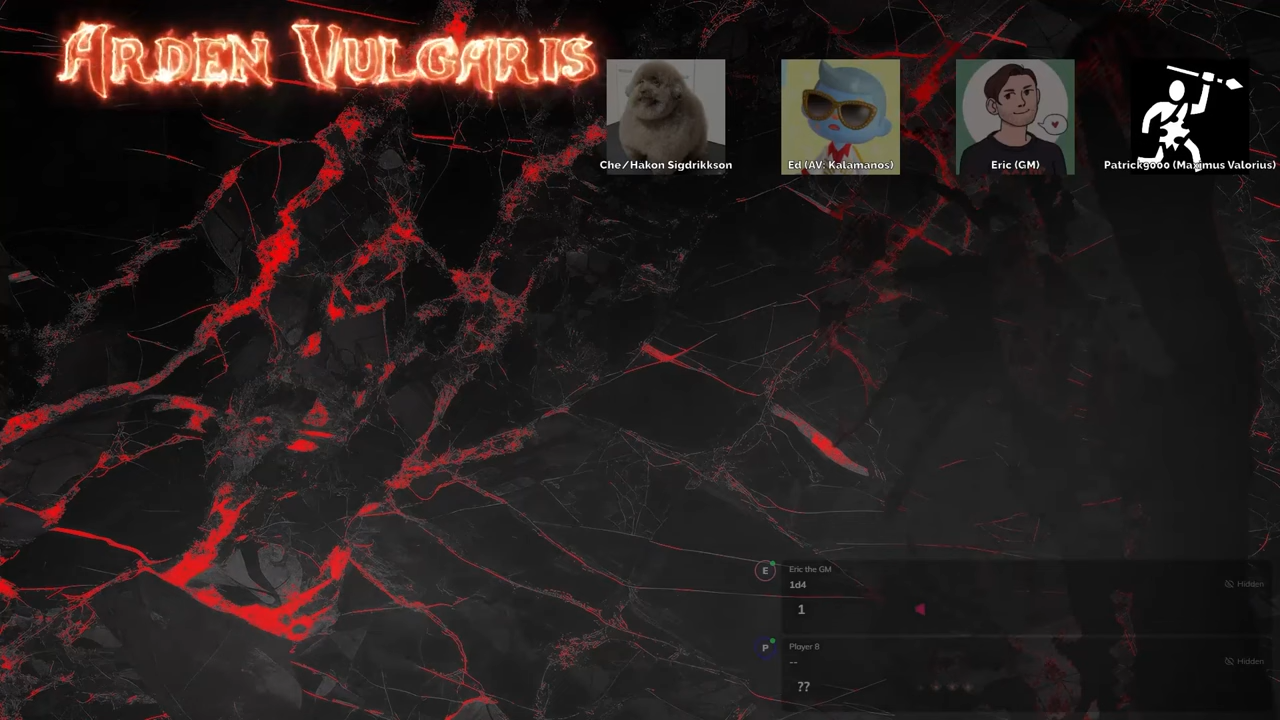 Arden Vulgaris
Che/Hakon Sigdrikkson
Ed (AV: Kalamanos)
Eric (GM)
Patrick9000 (Maximus Valorius)
E
Eric the GM
1d4
Hidden
1
P
Player 8
--
Hidden
??